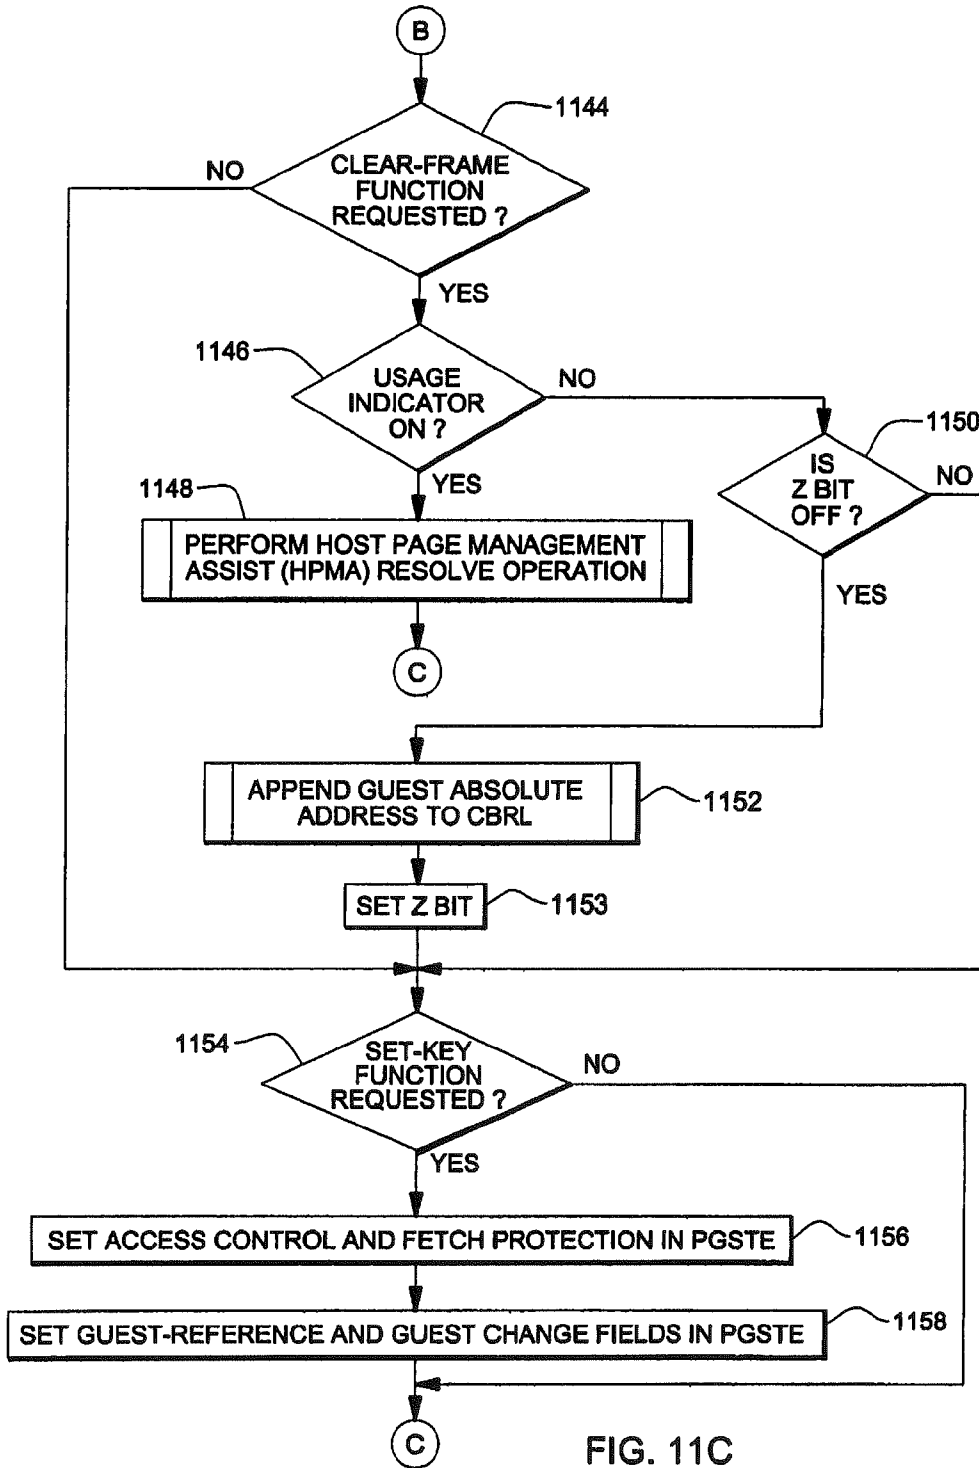 B
1144
CLEAR-FRAME
FUNCTION
REQUESTED ?
NO
YES
1146
USAGE
INDICATOR
ON ?
NO
1150
IS
Z BIT
OFF ?
NO
YES
1148
YES
PERFORM HOST PAGE MANAGEMENT
ASSIST (HPMA) RESOLVE OPERATION
C
APPEND GUEST ABSOLUTE
ADDRESS TO CBRL
1152
SET Z BIT
1153
1154
SET-KEY
FUNCTION
REQUESTED ?
NO
YES
SET ACCESS CONTROL AND FETCH PROTECTION IN PGSTE
1156
SET GUEST-REFERENCE AND GUEST CHANGE FIELDS IN PGSTE
1158
C
FIG. 11C